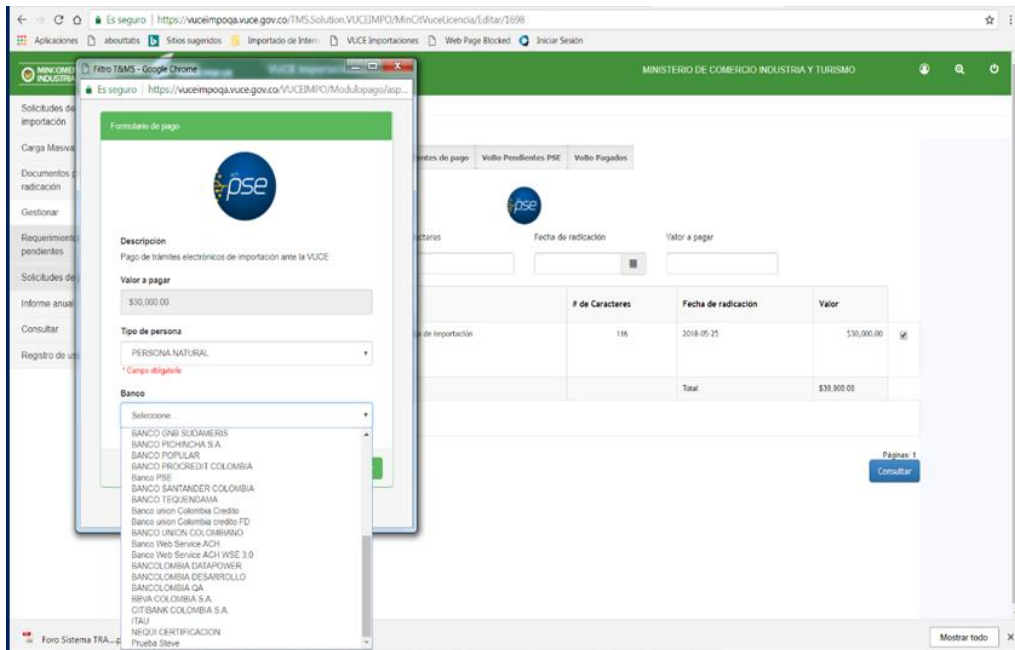 Es seguro | https://vuceimpoqa.vuce.gov.co/TMS.Solution.VUCEIMPO/MinCitVuceLicencia/Editar/1698
Aplicaciones abouttabs Sitios sugeridos Importado de Intern VUCE Importaciones Web Page Blocked Iniciar Sesión
MINCOME
INDUSTRIA
MINISTERIO DE COMERCIO INDUSTRIA Y TURISMO
Solicitudes de
importación
Carga Masiva
Documentos p
radicación
Gestionar
Requerimiento
pendientes
Solicitudes de
Informe anual
Consultar
Registro de us
Filtro T&MS - Google Chrome
Es seguro | https://vuceimpoqa.vuce.gov.co/VUCEIMPO/Modulopago/asp...
Formulario de pago
pse
Descripción
Pago de trámites electrónicos de importación ante la VUCE
Valor a pagar
$30,000.00
Tipo de persona
PERSONA NATURAL
* Campo obligatorio
Banco
Seleccione...
BANCO GNB SUDAMERIS
BANCO PICHINCHA S.A.
BANCO POPULAR
BANCO PROCREDIT COLOMBIA
Banco PSE
BANCO SANTANDER COLOMBIA
BANCO TEQUENDAMA
Banco union Colombia Credito
Banco union Colombia credito FD
BANCO UNION COLOMBIANO
Banco Web Service ACH
Banco Web Service ACH WSE 3.0
BANCOLOMBIA DATAPOWER
BANCOLOMBIA DESARROLLO
BANCOLOMBIA QA
BBVA COLOMBIA S.A.
CITIBANK COLOMBIA S.A.
ITAU
NEQUI CERTIFICACION
Prueba Steve
entes de pago VoBo Pendientes PSE VoBo Pagados
pse
cteres Fecha de radicación Valor a pagar
# de Caracteres Fecha de radicación Valor
a de Importación 116 2018-05-25 $30,000.00
Total: $30,000.00
Páginas: 1
Consultar
Foro Sistema TRA....p
Mostrar todo